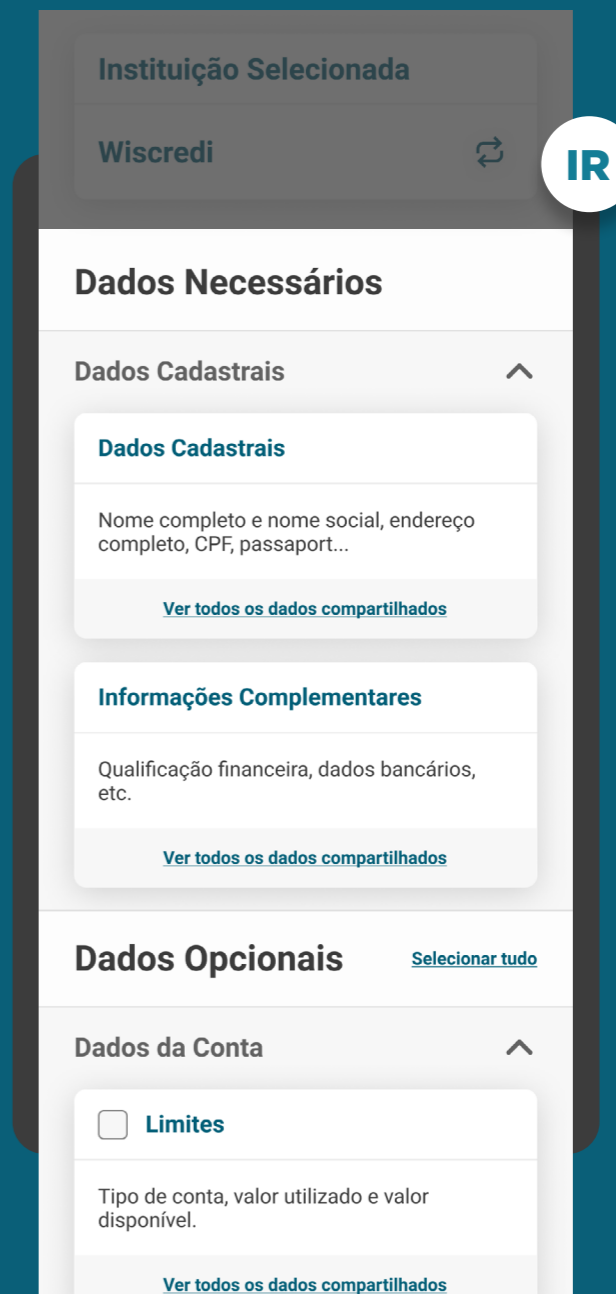 Instituição Selecionada
Wiscredi
IR
Dados Necessários
Dados Cadastrais
Dados Cadastrais
Nome completo e nome social, endereço
completo, CPF, passaport...
Ver todos os dados compartilhados
Informações Complementares
Qualificação financeira, dados bancários,
etc.
Ver todos os dados compartilhados
Dados Opcionais
Selecionar tudo
Dados da Conta
Limites
Tipo de conta, valor utilizado e valor
disponível.
Ver todos os dados compartilhados